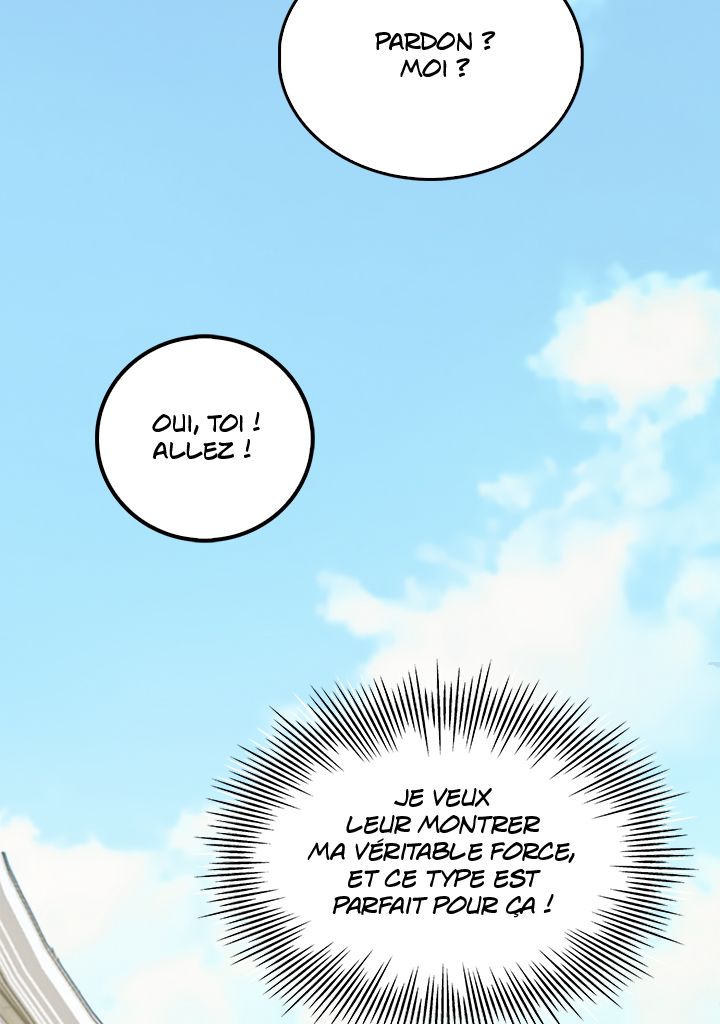 PARDON ?
MOI ?
OUI, TOI !
ALLEZ !
JE VEUX
LEUR MONTRER
MA VÉRITABLE FORCE,
ET CE TYPE EST
PARFAIT POUR ÇA !